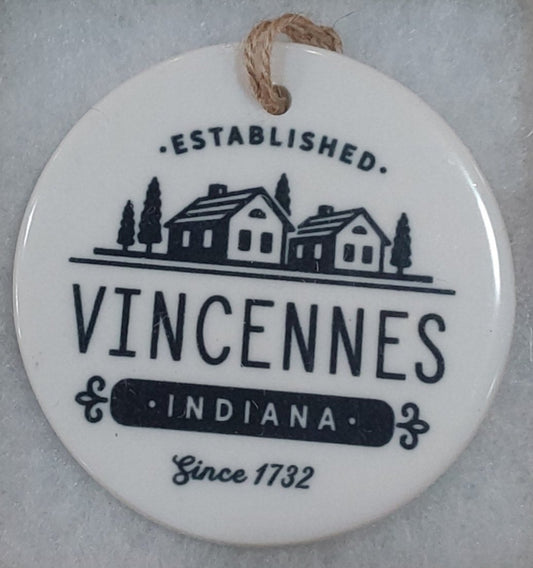 ·ESTABLISHED·
VINCENNES
·INDIANA·
Since 1732